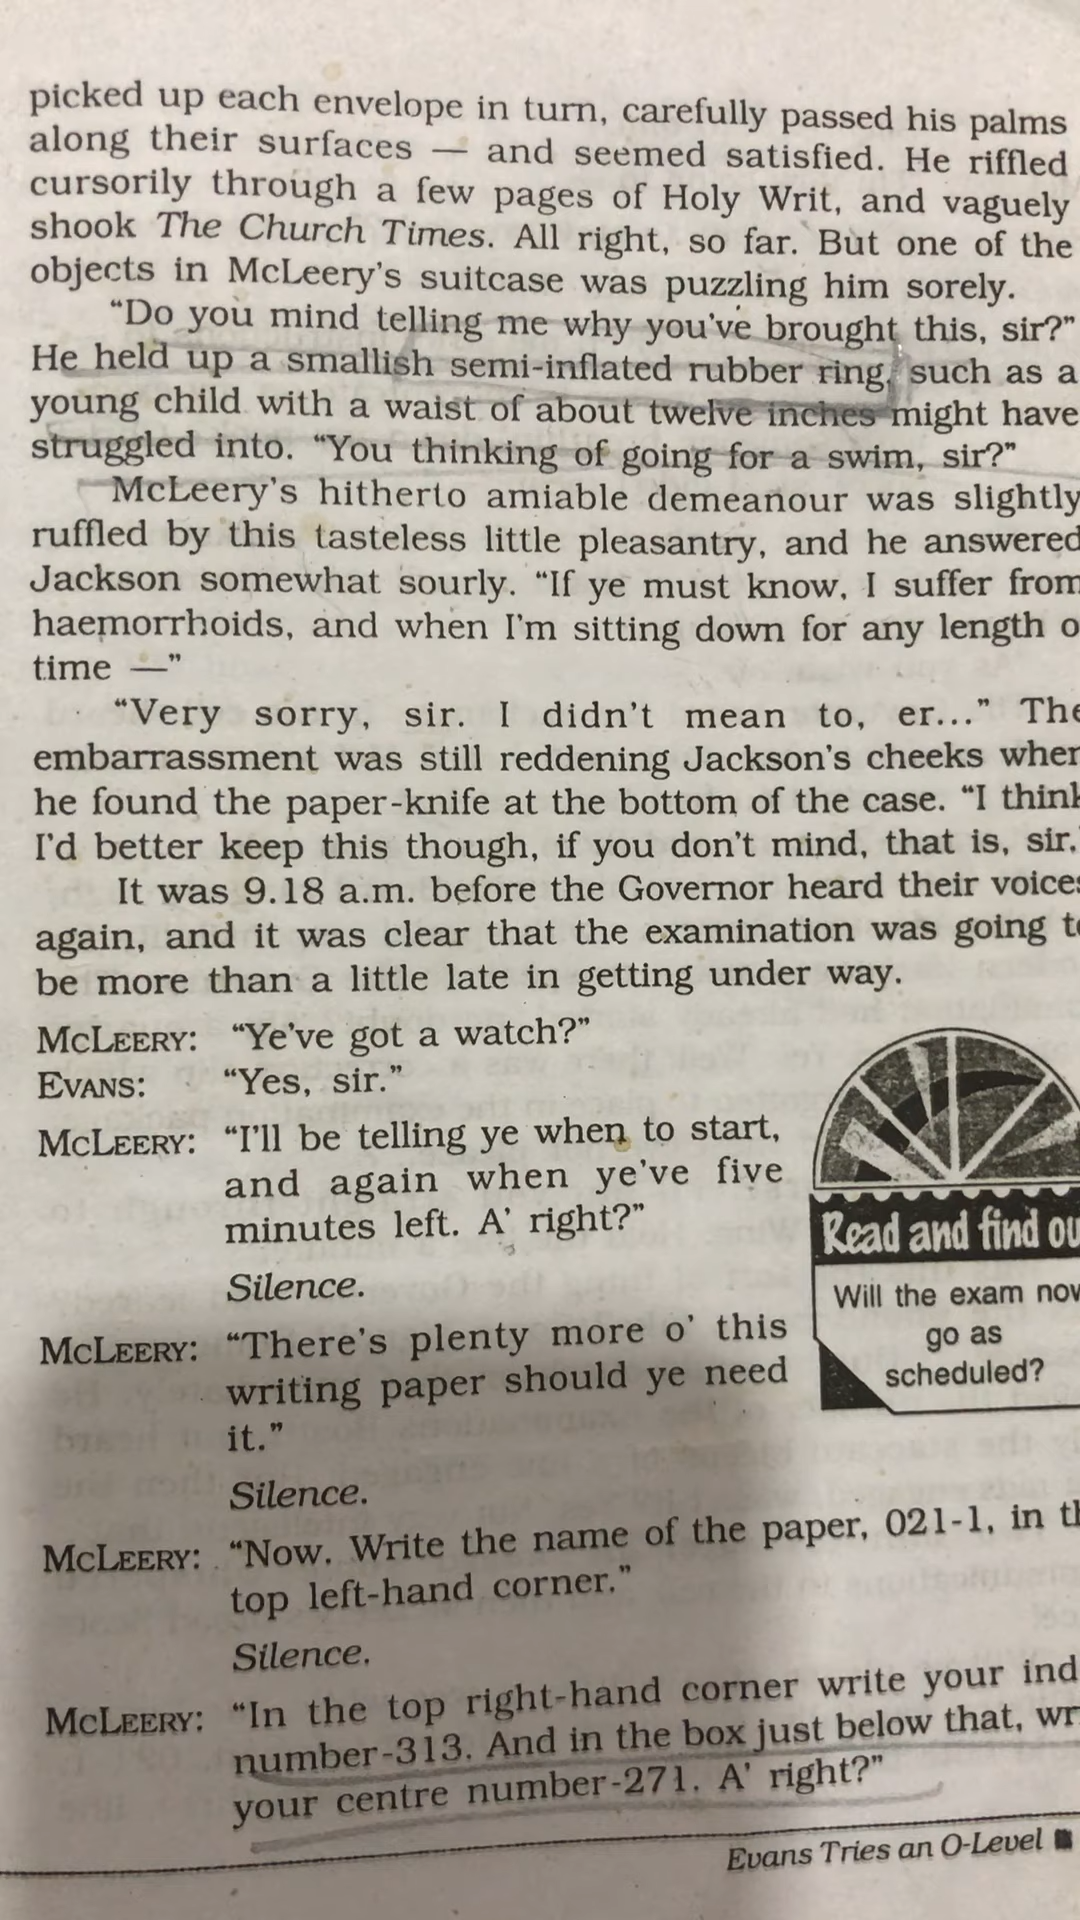 picked up each envelope in turn, carefully passed his palms
along their surfaces — and seemed satisfied. He riffled
cursorily through a few pages of Holy Writ, and vaguely
shook The Church Times. All right, so far. But one of the
objects in McLeery's suitcase was puzzling him sorely.
“Do you mind telling me why you've brought this, sir?”
He held up a smallish semi-inflated rubber ring, such as a
young child with a waist of about twelve inches might have
struggled into. “You thinking of going for a swim, sir?”
McLeery's hitherto amiable demeanour was slightly
ruffled by this tasteless little pleasantry, and he answered
Jackson somewhat sourly. “If ye must know, I suffer from
haemorrhoids, and when I'm sitting down for any length o
time —”
“Very sorry, sir. I didn't mean to, er...” The
embarrassment was still reddening Jackson's cheeks when
he found the paper-knife at the bottom of the case. “I think
I'd better keep this though, if you don't mind, that is, sir.
It was 9.18 a.m. before the Governor heard their voices
again, and it was clear that the examination was going to
be more than a little late in getting under way.
MCLEERY: “Ye've got a watch?”
EVANS: “Yes, sir.”
MCLEERY: “I'll be telling ye when to start,
and again when ye've five
minutes left. A' right?”
Silence.
MCLEERY: “There's plenty more o' this
writing paper should ye need
it.”
Silence.
MCLEERY: “Now. Write the name of the paper, 021-1, in th
top left-hand corner.”
Silence.
MCLEERY: “In the top right-hand corner write your ind
number-313. And in the box just below that, wr
your centre number-271. A' right?”
Read and find ou
Will the exam now
go as
scheduled?
Evans Tries an O-Level